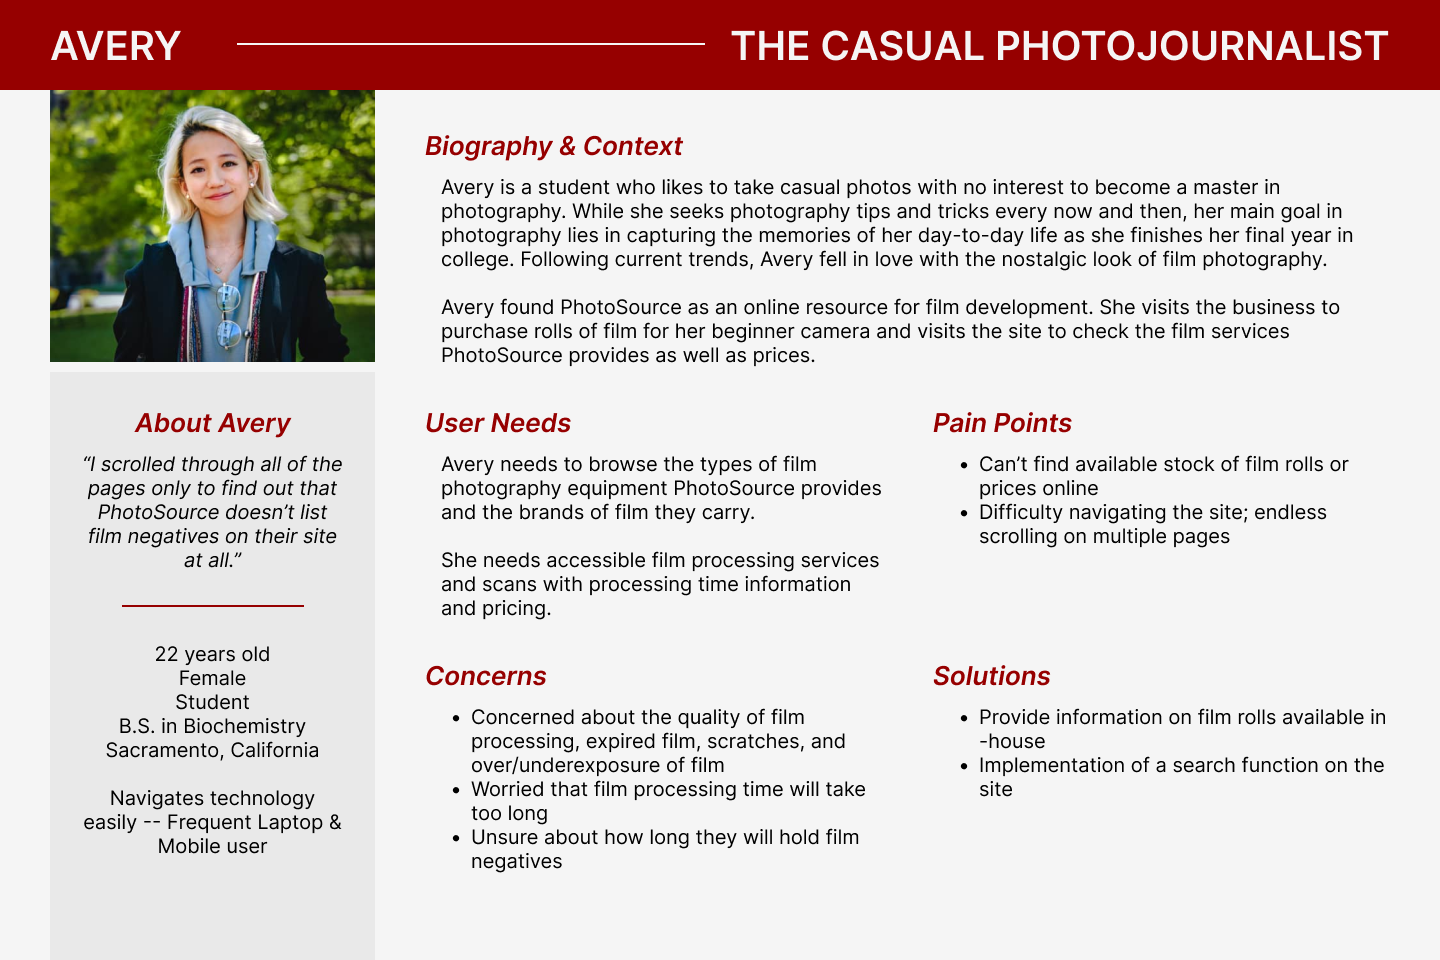 AVERY
THE CASUAL PHOTOJOURNALIST
Biography & Context
Avery is a student who likes to take casual photos with no interest to become a master in
photography. While she seeks photography tips and tricks every now and then, her main goal in
photography lies in capturing the memories of her day-to-day life as she finishes her final year in
college. Following current trends, Avery fell in love with the nostalgic look of film photography.
Avery found PhotoSource as an online resource for film development. She visits the business to
purchase rolls of film for her beginner camera and visits the site to check the film services
PhotoSource provides as well as prices.
About Avery
“I scrolled through all of the
pages only to find out that
PhotoSource doesn’t list
film negatives on their site
at all.”
22 years old
Female
Student
B.S. in Biochemistry
Sacramento, California
Navigates technology
easily -- Frequent Laptop &
Mobile user
User Needs
Avery needs to browse the types of film
photography equipment PhotoSource provides
and the brands of film they carry.
She needs accessible film processing services
and scans with processing time information
and pricing.
Pain Points
• Can’t find available stock of film rolls or
prices online
• Difficulty navigating the site; endless
scrolling on multiple pages
Concerns
• Concerned about the quality of film
processing, expired film, scratches, and
over/underexposure of film
• Worried that film processing time will take
too long
• Unsure about how long they will hold film
negatives
Solutions
• Provide information on film rolls available in
-house
• Implementation of a search function on the
site